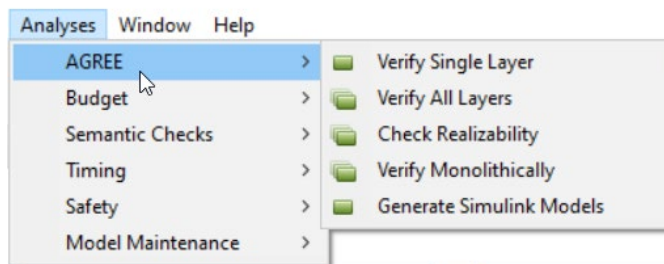 Analyses Window Help
AGREE
Budget
Semantic Checks
Timing
Safety
Model Maintenance
Verify Single Layer
Verify All Layers
Check Realizability
Verify Monolithically
Generate Simulink Models